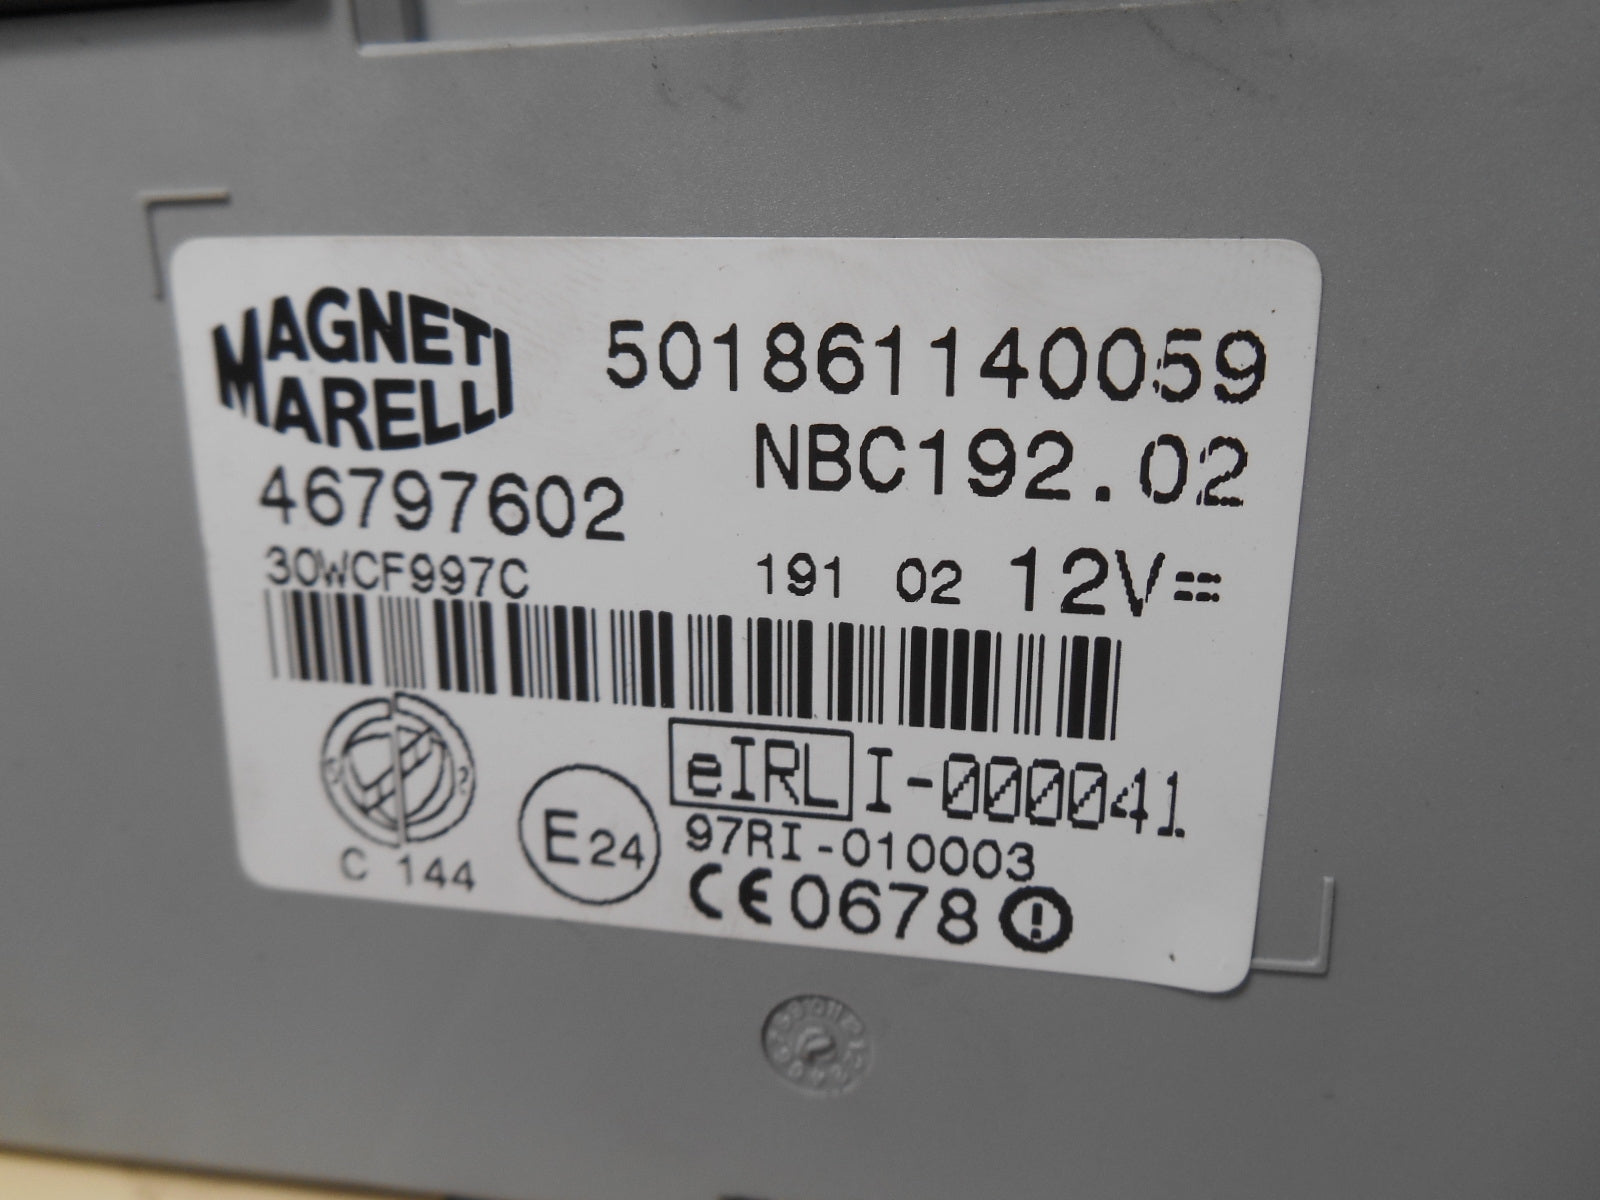 MAGNETI
MARELLI
501861140059
NBC192.02
46797602
30WCF997C
191 02 12V
C 144
E24
eIRL I-000041
97RI-010003
CE0678 !